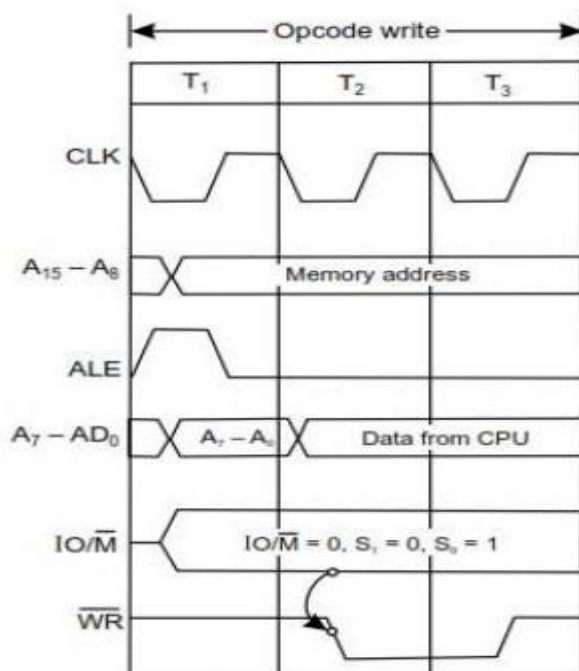 Opcode write
T₁ T₂ T₃
CLK
A₁₅ – A₈ Memory address
ALE
A₇ – AD₀ A₇ – A₀ Data from CPU
IO/M̅ IO/M̅ = 0, S₁ = 0, S₀ = 1
W̅R̅